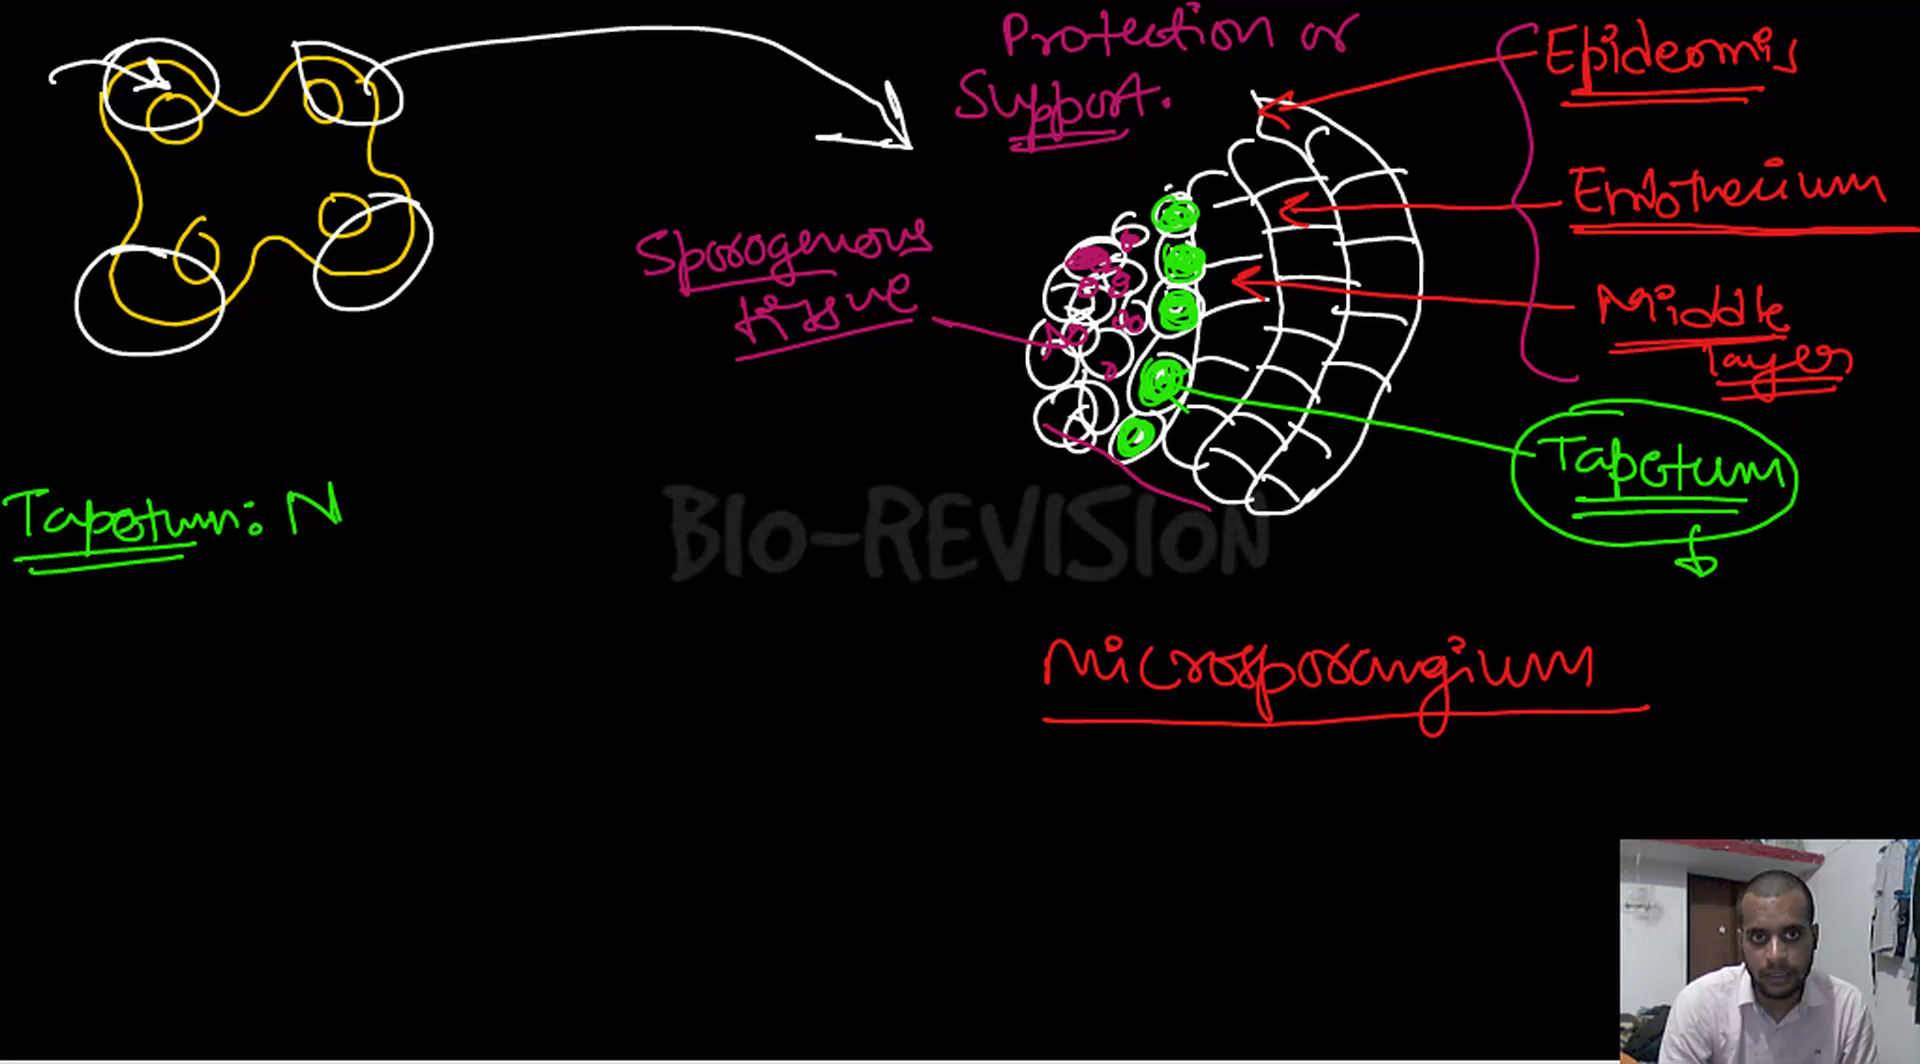 Protection or
Support.
Epidermis
Endothecium
Sporogenous
tissue
Middle
layer
Tapetum
Tapetum: N
BIO-REVISION
Microsporangium